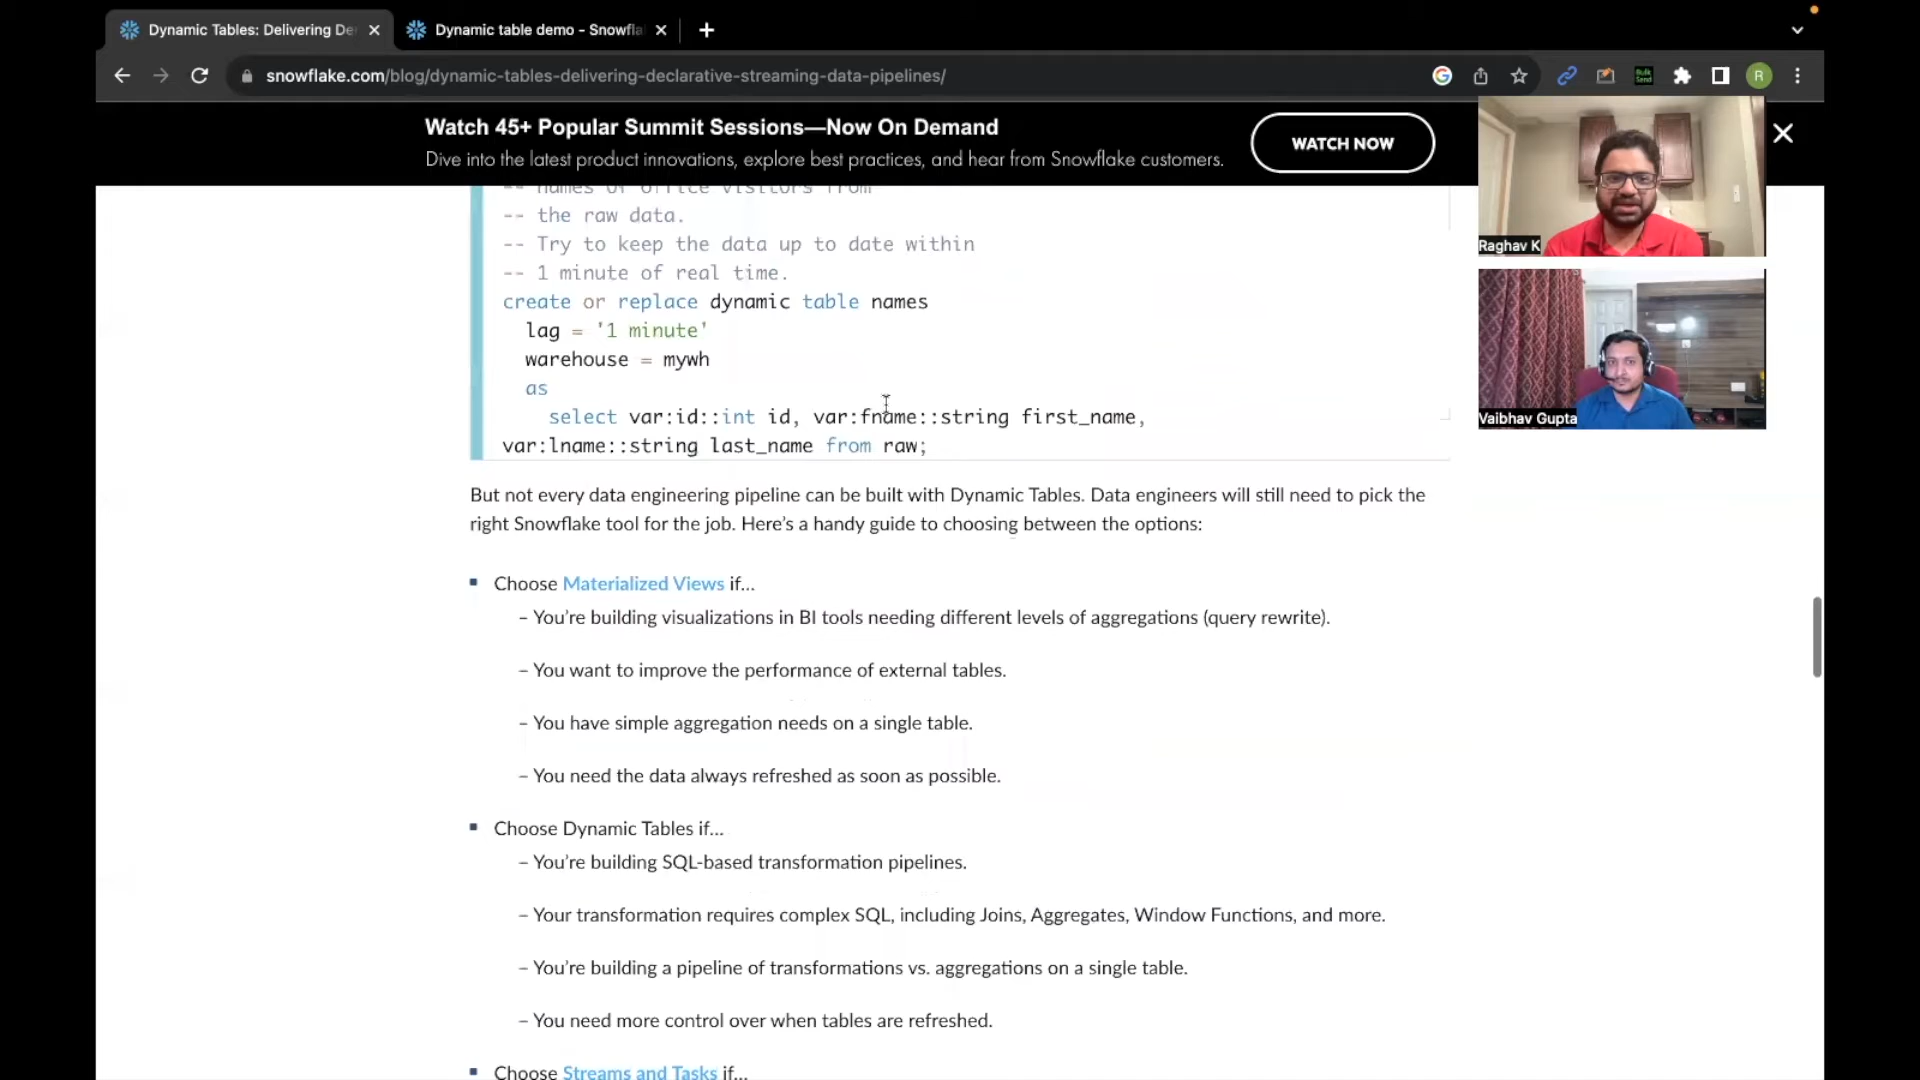 Dynamic Tables: Delivering De
Dynamic table demo - Snowfla
snowflake.com/blog/dynamic-tables-delivering-declarative-streaming-data-pipelines/
Bulk Send
R
Watch 45+ Popular Summit Sessions—Now On Demand
Dive into the latest product innovations, explore best practices, and hear from Snowflake customers.
WATCH NOW
Raghav K
Vaibhav Gupta
-- names of office visitors from
-- the raw data.
-- Try to keep the data up to date within
-- 1 minute of real time.
create or replace dynamic table names
lag = '1 minute'
warehouse = mywh
as
select var:id::int id, var:fname::string first_name,
var:lname::string last_name from raw;
But not every data engineering pipeline can be built with Dynamic Tables. Data engineers will still need to pick the
right Snowflake tool for the job. Here’s a handy guide to choosing between the options:
▪ Choose Materialized Views if…
– You’re building visualizations in BI tools needing different levels of aggregations (query rewrite).
– You want to improve the performance of external tables.
– You have simple aggregation needs on a single table.
– You need the data always refreshed as soon as possible.
▪ Choose Dynamic Tables if…
– You’re building SQL-based transformation pipelines.
– Your transformation requires complex SQL, including Joins, Aggregates, Window Functions, and more.
– You’re building a pipeline of transformations vs. aggregations on a single table.
– You need more control over when tables are refreshed.
▪ Choose Streams and Tasks if…